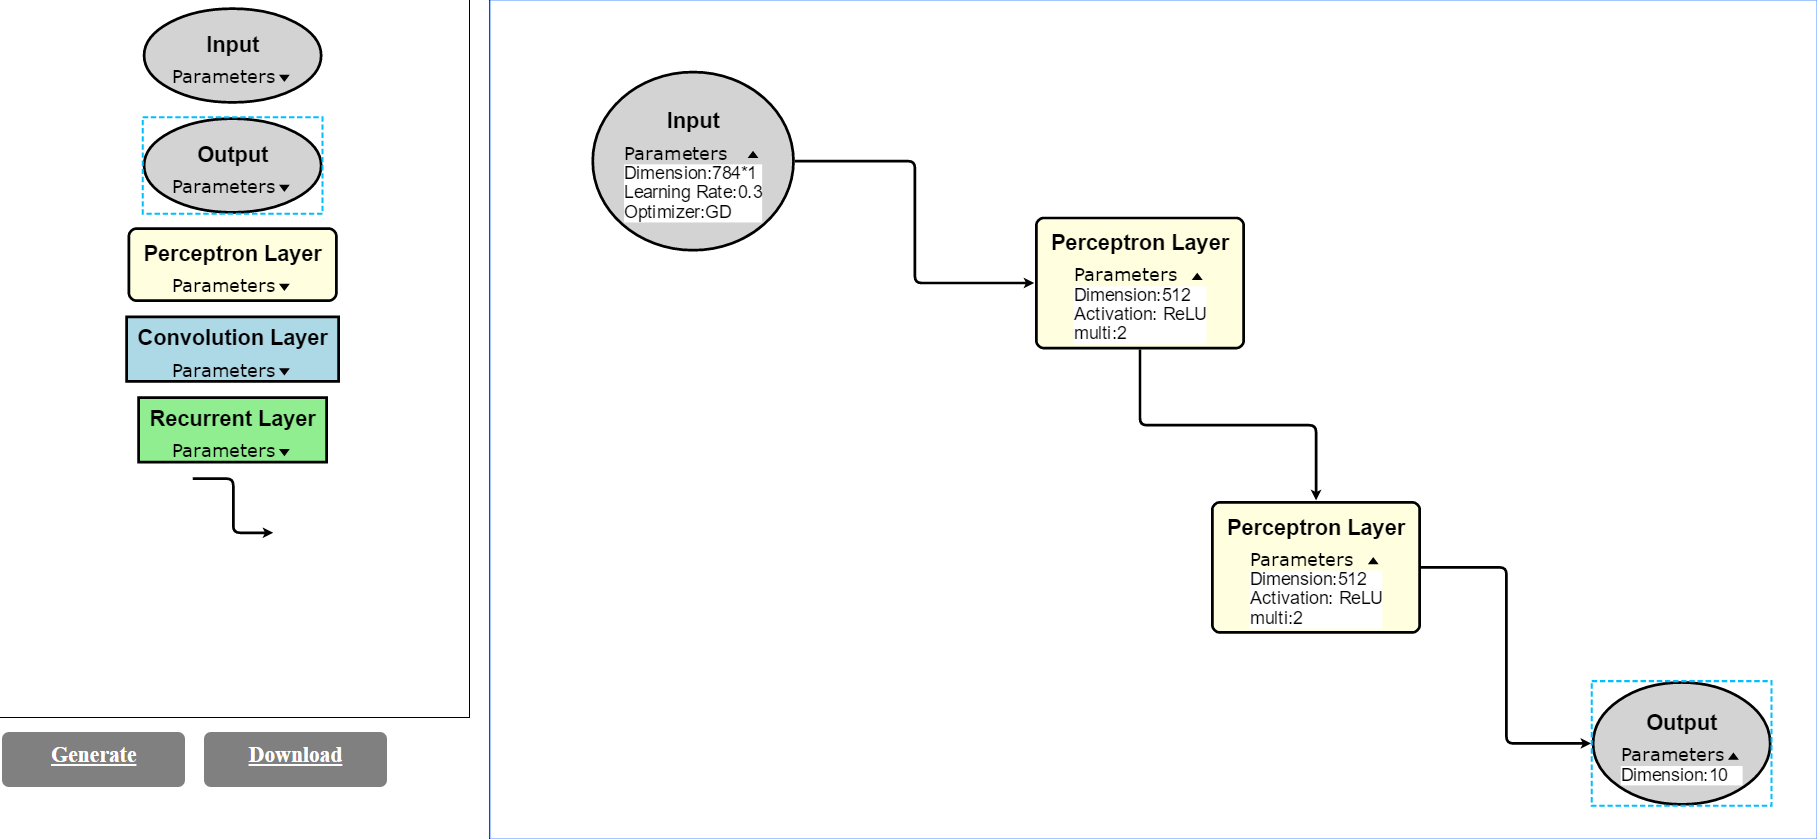 Input
Parameters
Output
Parameters
Perceptron Layer
Parameters
Convolution Layer
Parameters
Recurrent Layer
Parameters
Generate
Download
Input
Parameters
Dimension:784*1
Learning Rate:0.3
Optimizer:GD
Perceptron Layer
Parameters
Dimension:512
Activation: ReLU
multi:2
Perceptron Layer
Parameters
Dimension:512
Activation: ReLU
multi:2
Output
Parameters
Dimension:10